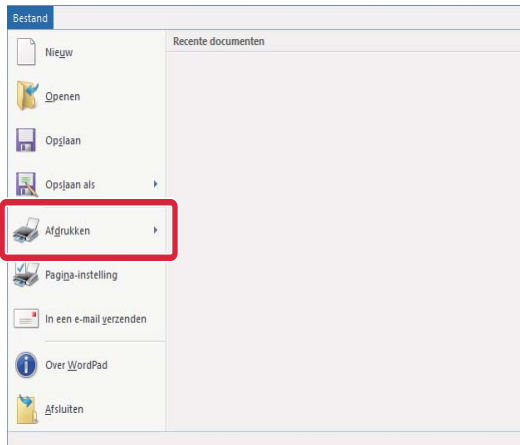 Bestand
Recente documenten
Nieuw
Openen
Opslaan
Opslaan als
Afdrukken
Pagina-instelling
In een e-mail verzenden
Over WordPad
Afsluiten